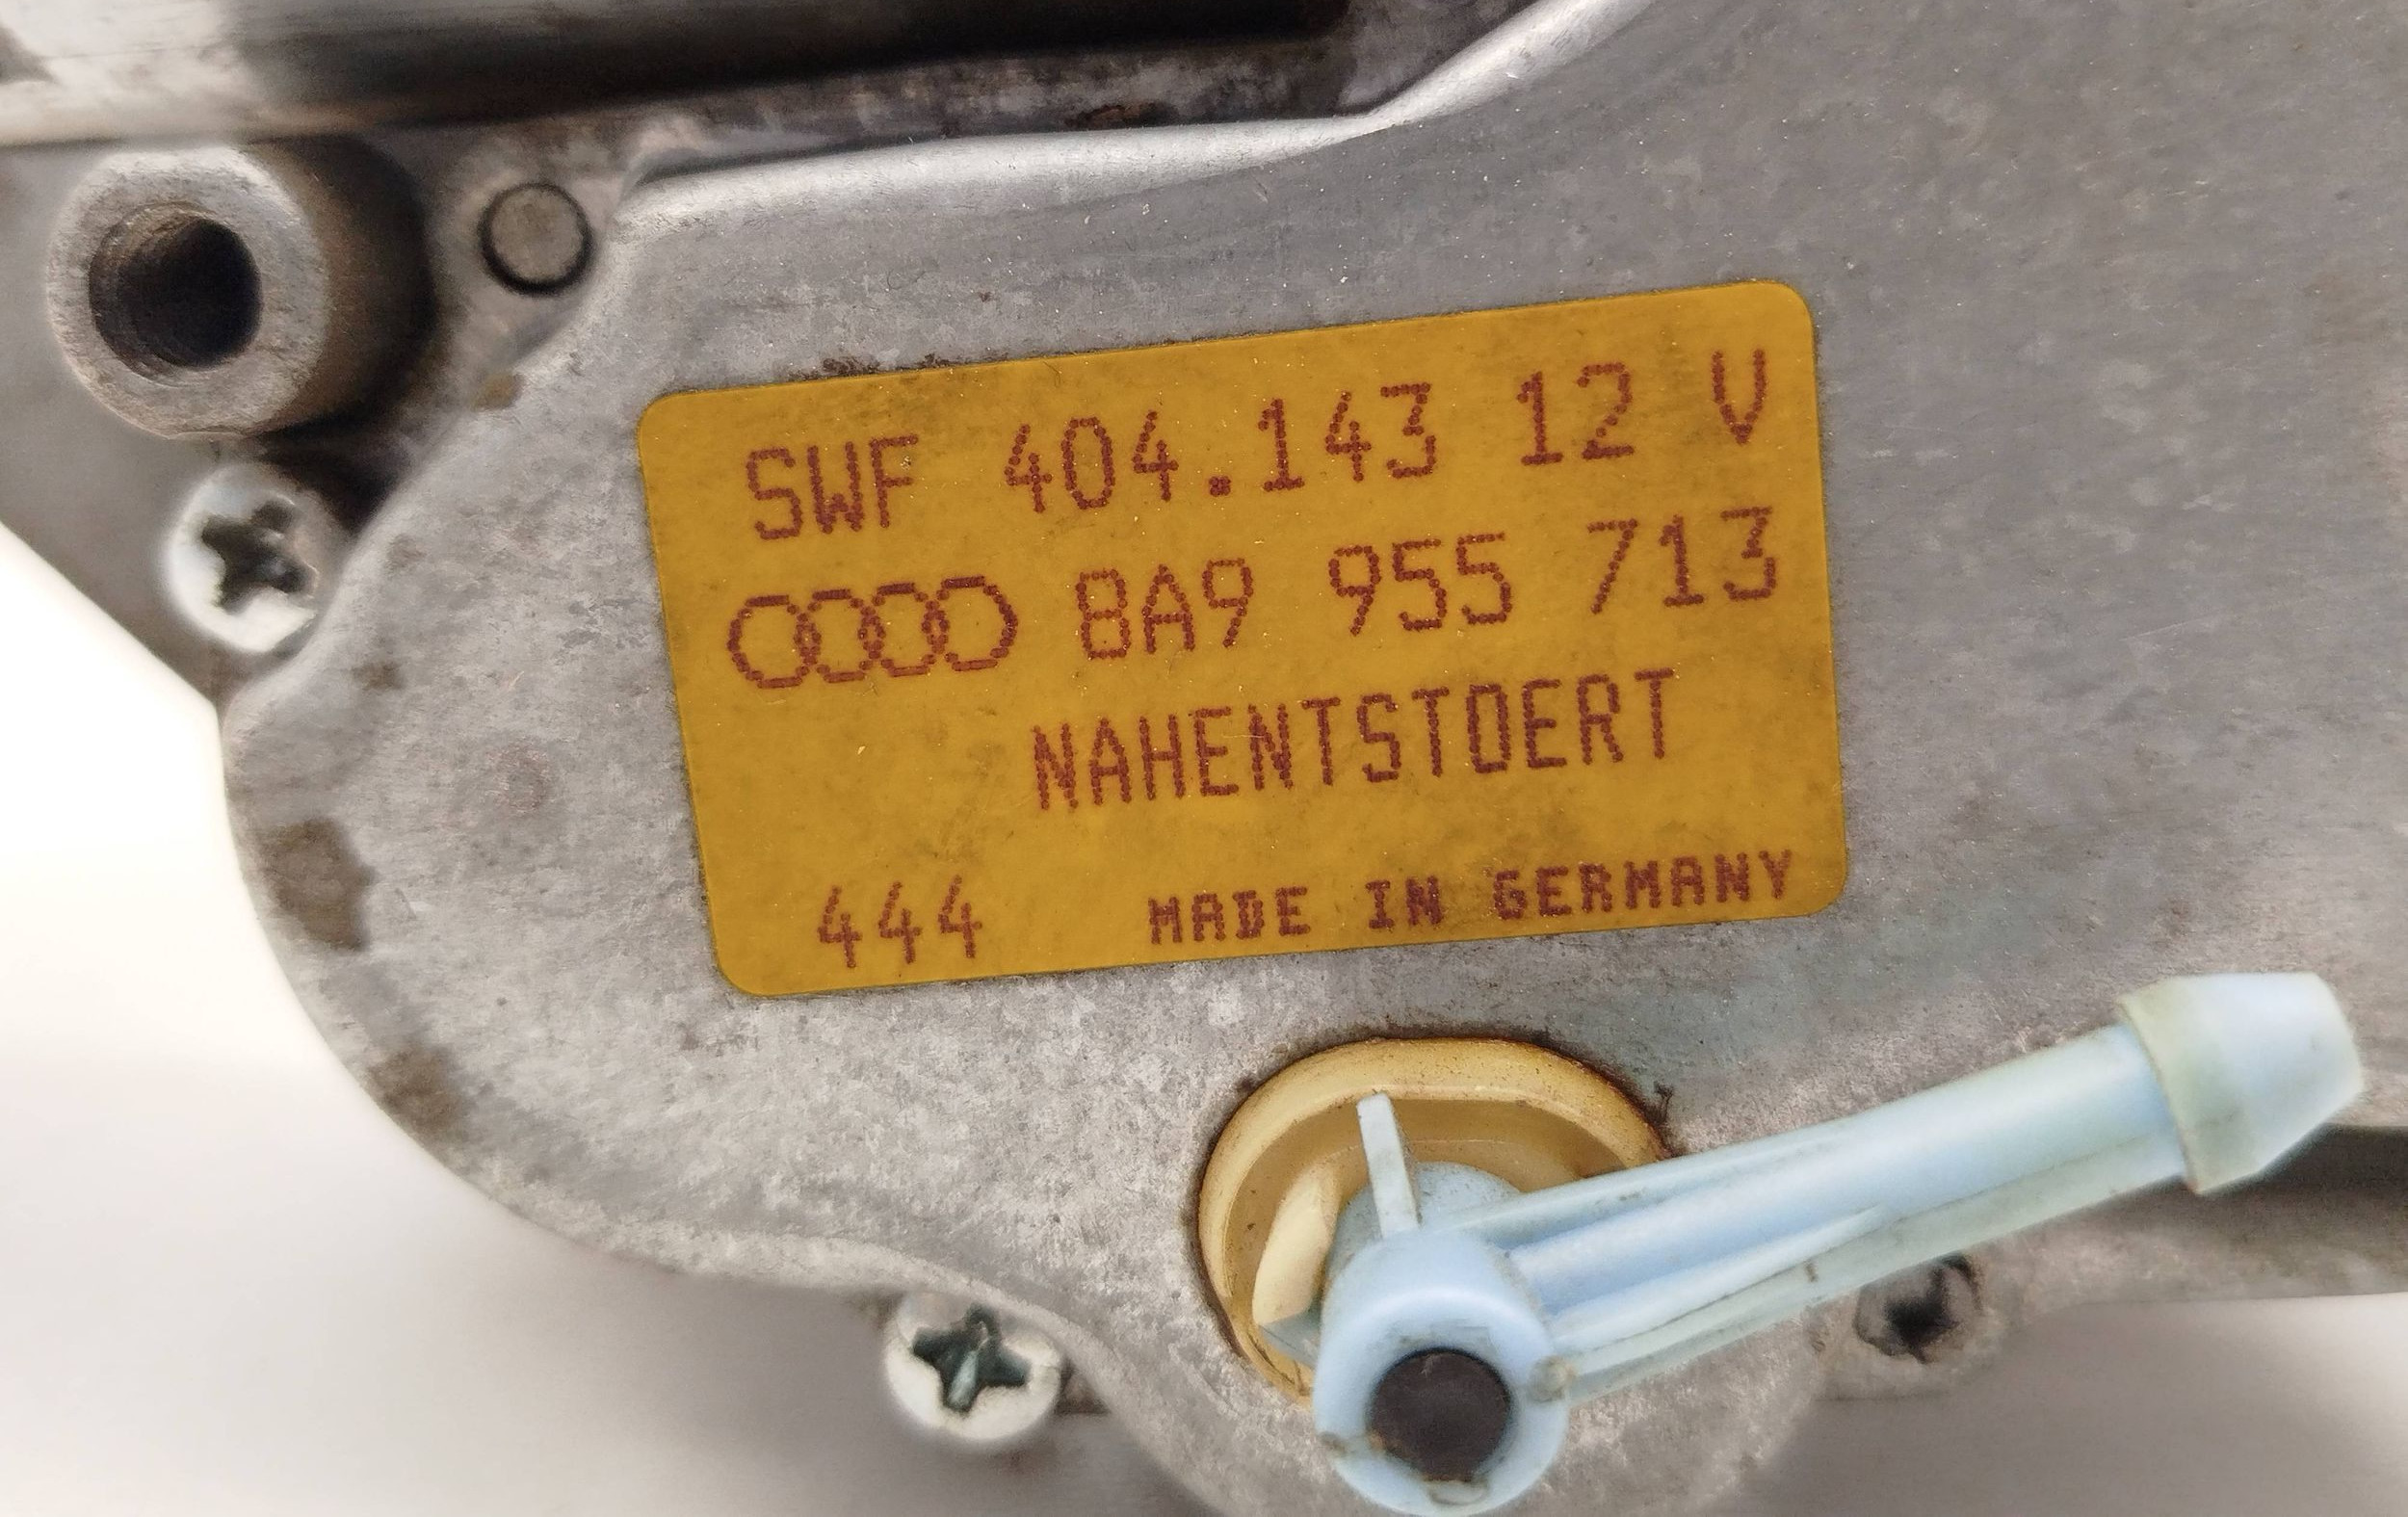 SWF 404.143 12 V
8A9 955 713
NAHENTSTOERT
444 MADE IN GERMANY